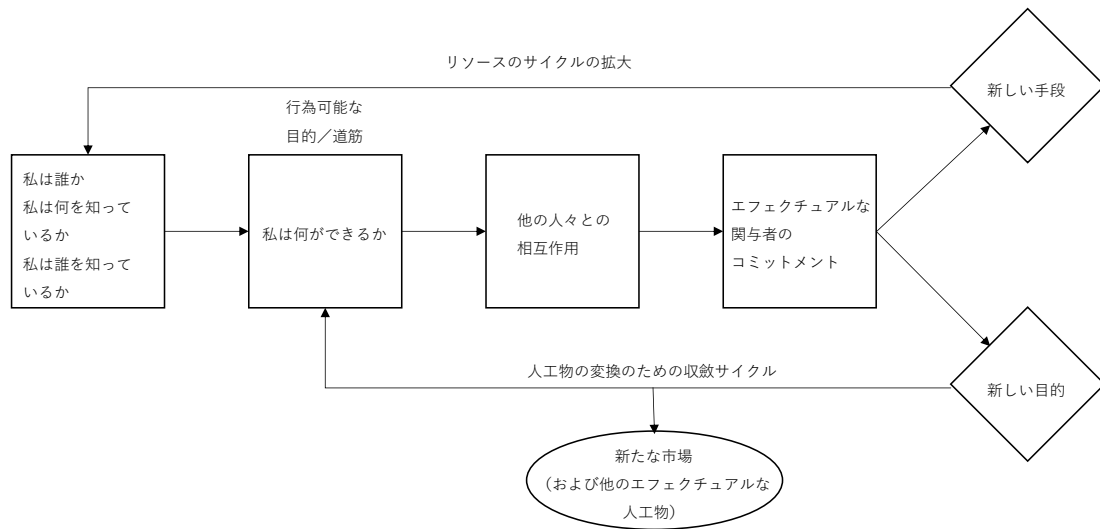 リソースのサイクルの拡大
新しい手段
行為可能な
目的／道筋
私は誰か
私は何を知って
いるか
私は誰を知って
いるか
私は何ができるか
他の人々との
相互作用
エフェクチュアルな
関与者の
コミットメント
人工物の変換のための収斂サイクル
新しい目的
新たな市場
（および他のエフェクチュアルな
人工物）